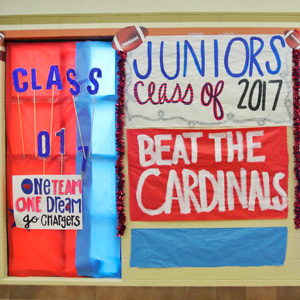 CLASS
01
ONE TEAM
ONE DREAM
go CHARGERS
JUNIORS
class of 2017
BEAT THE
CARDINALS